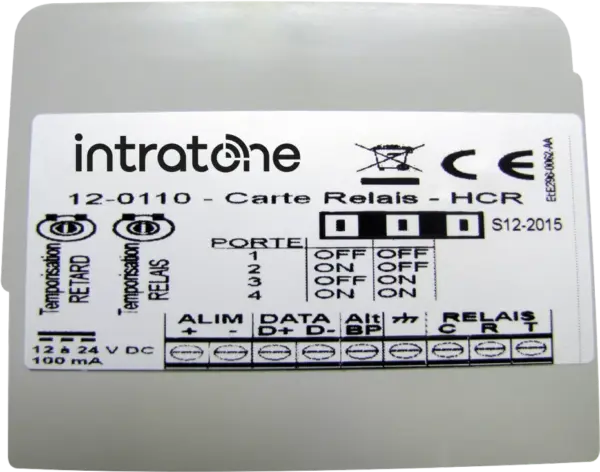 intratone
CE
EtE296-0062-AA
12-0110 - Carte Relais - HCR
S12-2015
Temporisation
RETARD
Temporisation
RELAIS
PORTE
1 OFF OFF
2 ON OFF
3 OFF ON
4 ON ON
12 à 24 V DC
100 mA
ALIM DATA Alt RELAIS
+ - D+ D- BP C R T